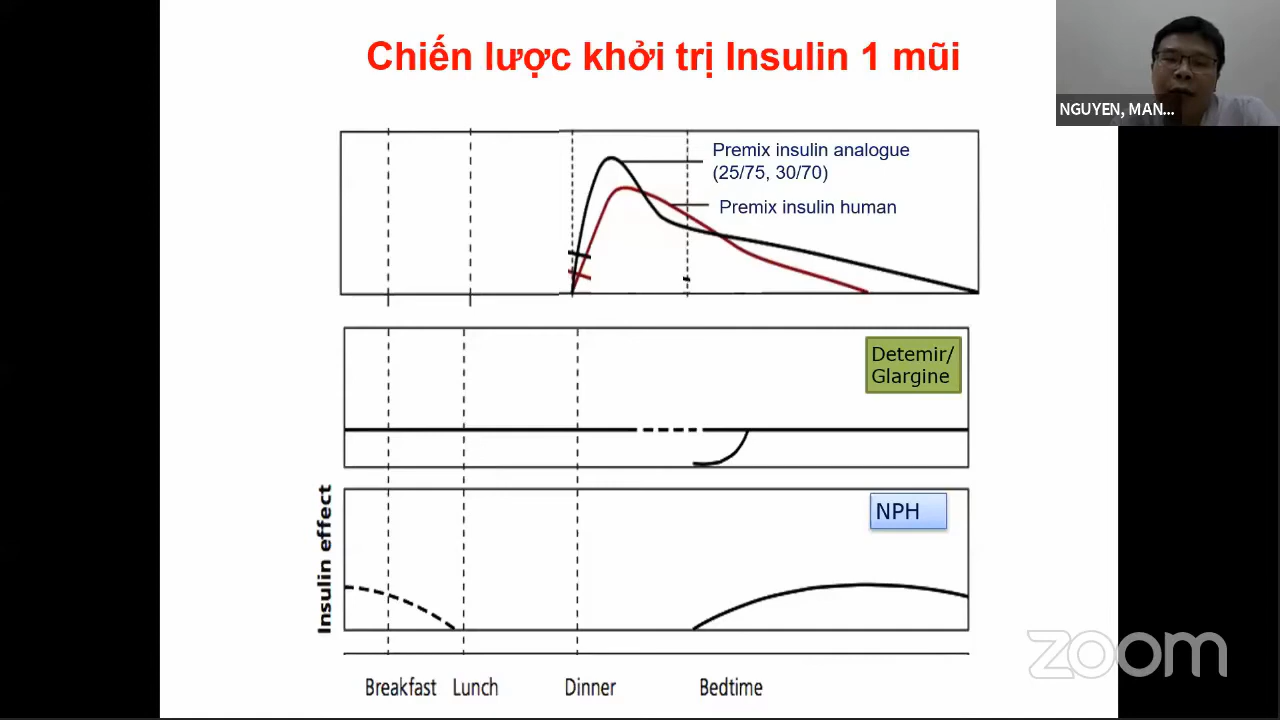 Chiến lược khởi trị Insulin 1 mũi
NGUYEN, MAN...
Premix insulin analogue
(25/75, 30/70)
Premix insulin human
Detemir/
Glargine
NPH
Insulin effect
Breakfast
Lunch
Dinner
Bedtime
zoom